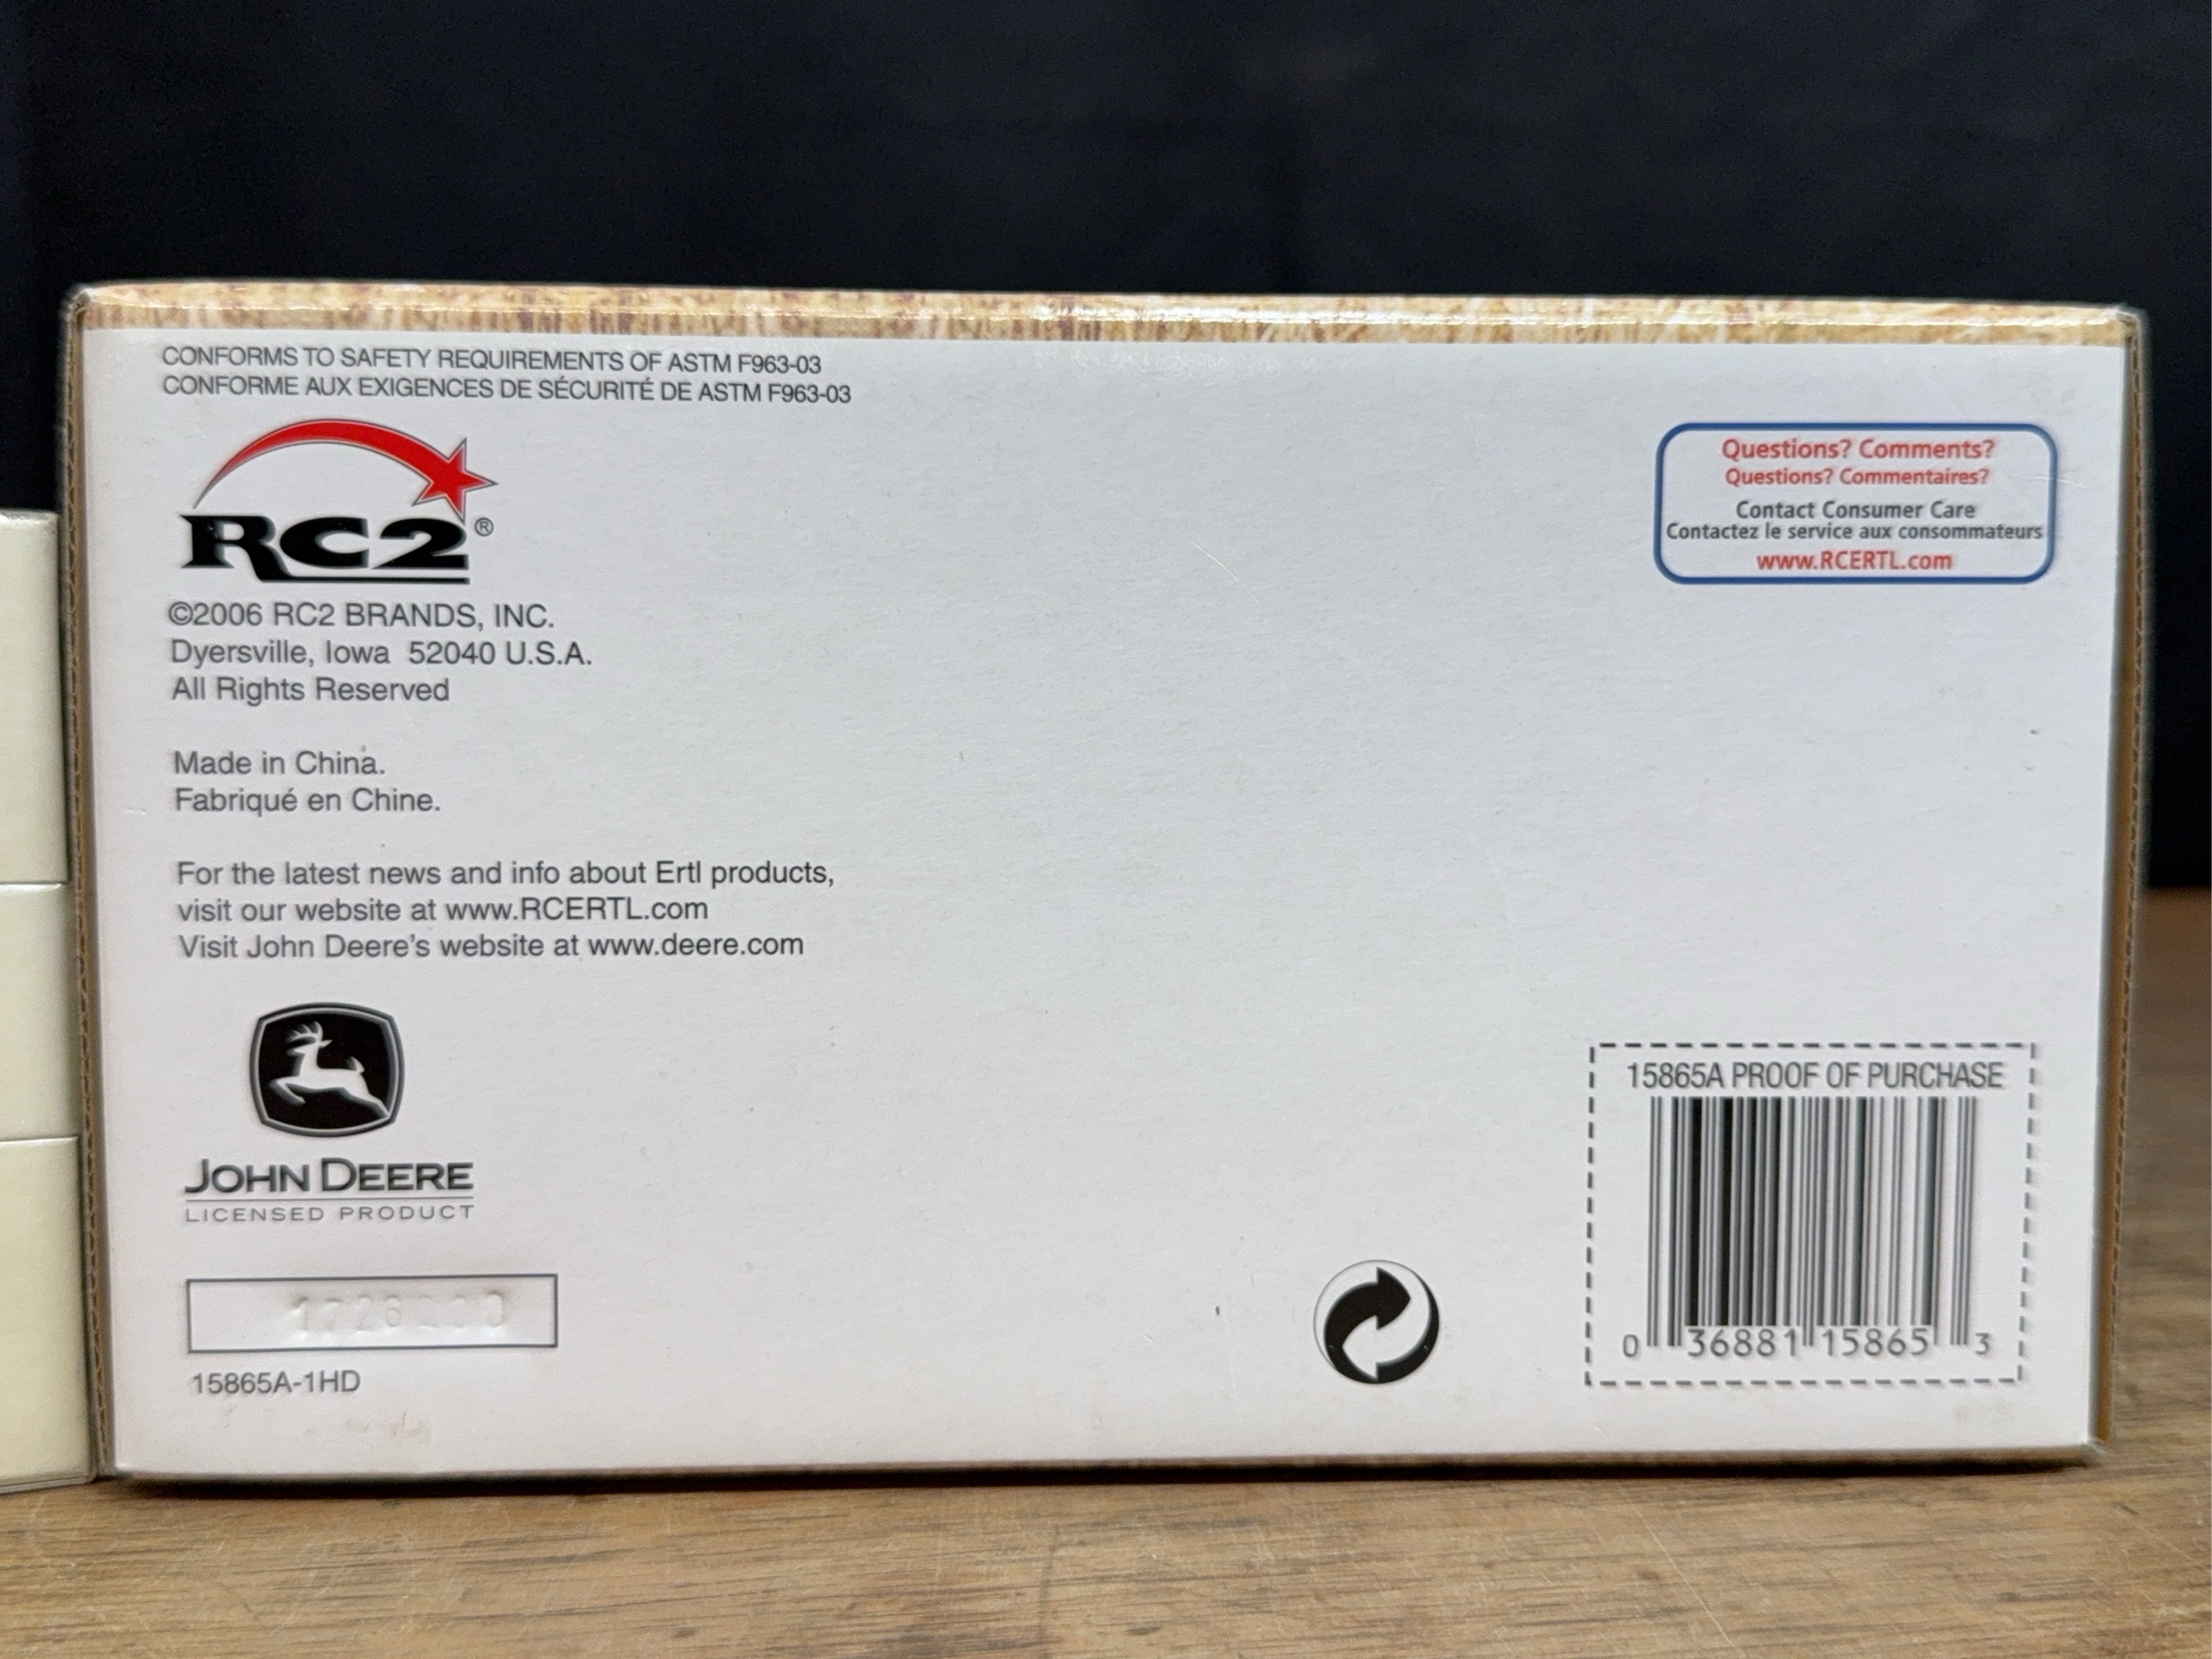 CONFORMS TO SAFETY REQUIREMENTS OF ASTM F963-03
CONFORME AUX EXIGENCES DE SÉCURITÉ DE ASTM F963-03
RC2®
©2006 RC2 BRANDS, INC.
Dyersville, Iowa 52040 U.S.A.
All Rights Reserved
Made in China.
Fabriqué en Chine.
For the latest news and info about Ertl products,
visit our website at www.RCERTL.com
Visit John Deere's website at www.deere.com
JOHN DEERE
LICENSED PRODUCT
15865A-1HD
Questions? Comments?
Questions? Commentaires?
Contact Consumer Care
Contactez le service aux consommateurs
www.RCERTL.com
15865A PROOF OF PURCHASE
0 36881 15865 3